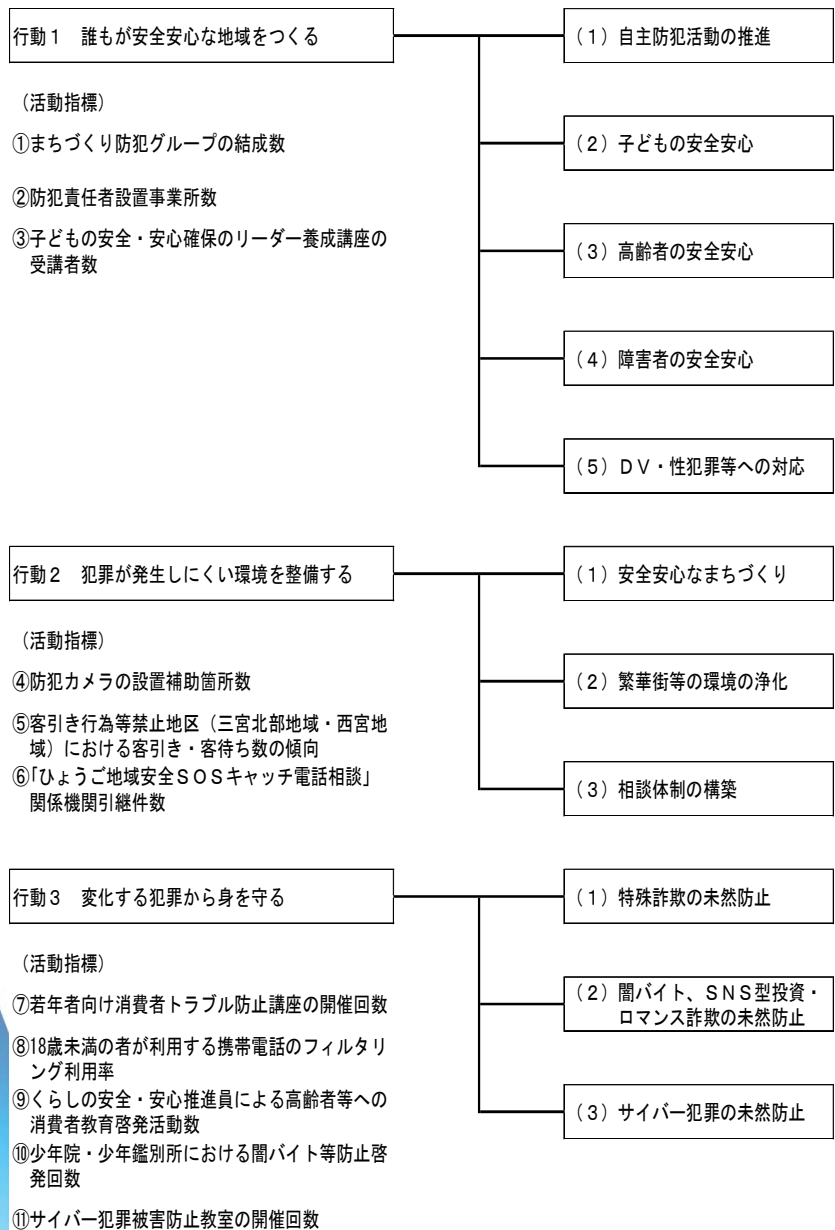 行動１　誰もが安全安心な地域をつくる
（１）自主防犯活動の推進
（活動指標）
①まちづくり防犯グループの結成数
②防犯責任者設置事業所数
③子どもの安全・安心確保のリーダー養成講座の
受講者数
（２）子どもの安全安心
（３）高齢者の安全安心
（４）障害者の安全安心
（５）ＤＶ・性犯罪等への対応
行動２　犯罪が発生しにくい環境を整備する
（１）安全安心なまちづくり
（活動指標）
④防犯カメラの設置補助箇所数
⑤客引き行為等禁止地区（三宮北部地域・西宮地
域）における客引き・客待ち数の傾向
⑥「ひょうご地域安全ＳＯＳキャッチ電話相談」
関係機関引継件数
（２）繁華街等の環境の浄化
（３）相談体制の構築
行動３　変化する犯罪から身を守る
（１）特殊詐欺の未然防止
（活動指標）
⑦若年者向け消費者トラブル防止講座の開催回数
⑧18歳未満の者が利用する携帯電話のフィルタリ
ング利用率
⑨くらしの安全・安心推進員による高齢者等への
消費者教育啓発活動数
⑩少年院・少年鑑別所における闇バイト等防止啓
発回数
⑪サイバー犯罪被害防止教室の開催回数
（２）闇バイト、ＳＮＳ型投資・
ロマンス詐欺の未然防止
（３）サイバー犯罪の未然防止